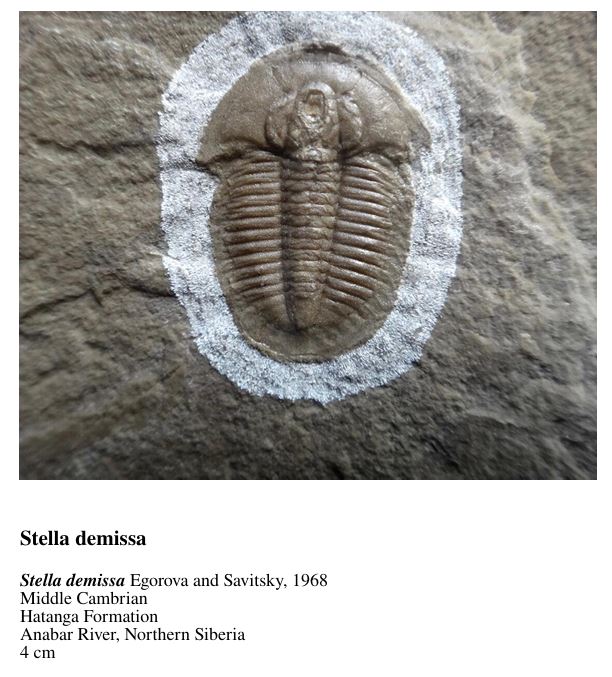 Stella demissa
Stella demissa Egorova and Savitsky, 1968
Middle Cambrian
Hatanga Formation
Anabar River, Northern Siberia
4 cm